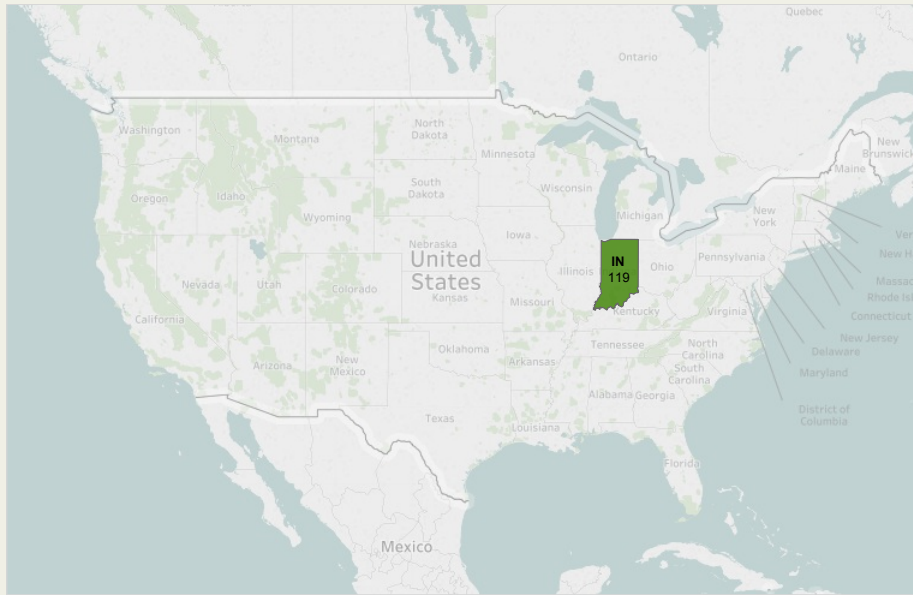 Quebec
Ontario
Washington
Montana
North
Dakota
Minnesota
New
Brunswick
Maine
Oregon
Idaho
South
Dakota
Wisconsin
Michigan
Wyoming
New
York
Iowa
Nebraska
IN
119
Pennsylvania
Ver
New H
Nevada
Utah
Colorado
United
States
Kansas
Illinois
Ohio
Massac
Rhode Isl
Missouri
Kentucky
Virginia
Connecticut
California
New Jersey
Delaware
Tennessee
North
Carolina
Oklahoma
Arkansas
Arizona
New
Mexico
South
Carolina
Maryland
Alabama
Georgia
Texas
Louisiana
District of
Columbia
Florida
Mexico